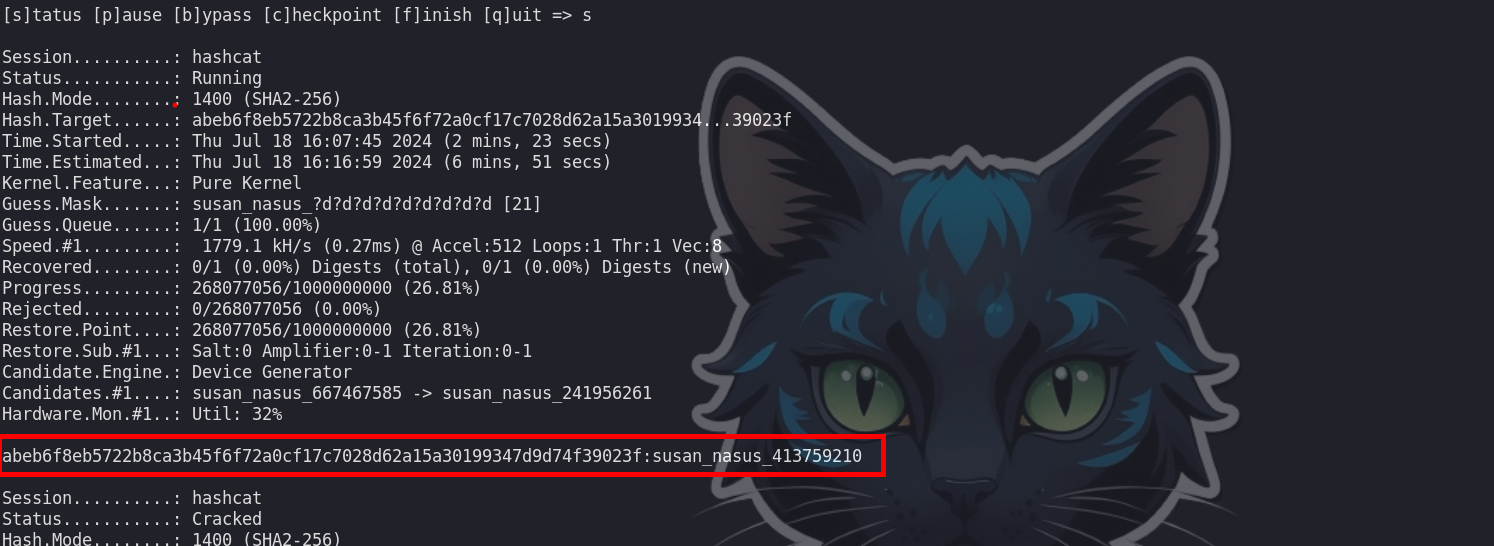 [s]tatus [p]ause [b]ypass [c]heckpoint [f]inish [q]uit => s
Session..........: hashcat
Status...........: Running
Hash.Mode........: 1400 (SHA2-256)
Hash.Target......: abeb6f8eb5722b8ca3b45f6f72a0cf17c7028d62a15a3019934...39023f
Time.Started.....: Thu Jul 18 16:07:45 2024 (2 mins, 23 secs)
Time.Estimated...: Thu Jul 18 16:16:59 2024 (6 mins, 51 secs)
Kernel.Feature...: Pure Kernel
Guess.Mask.......: susan_nasus_?d?d?d?d?d?d?d?d?d [21]
Guess.Queue......: 1/1 (100.00%)
Speed.#1.........:  1779.1 kH/s (0.27ms) @ Accel:512 Loops:1 Thr:1 Vec:8
Recovered........: 0/1 (0.00%) Digests (total), 0/1 (0.00%) Digests (new)
Progress.........: 268077056/1000000000 (26.81%)
Rejected.........: 0/268077056 (0.00%)
Restore.Point....: 268077056/1000000000 (26.81%)
Restore.Sub.#1...: Salt:0 Amplifier:0-1 Iteration:0-1
Candidate.Engine.: Device Generator
Candidates.#1....: susan_nasus_667467585 -> susan_nasus_241956261
Hardware.Mon.#1..: Util: 32%
abeb6f8eb5722b8ca3b45f6f72a0cf17c7028d62a15a30199347d9d74f39023f:susan_nasus_413759210
Session..........: hashcat
Status...........: Cracked
Hash.Mode........: 1400 (SHA2-256)